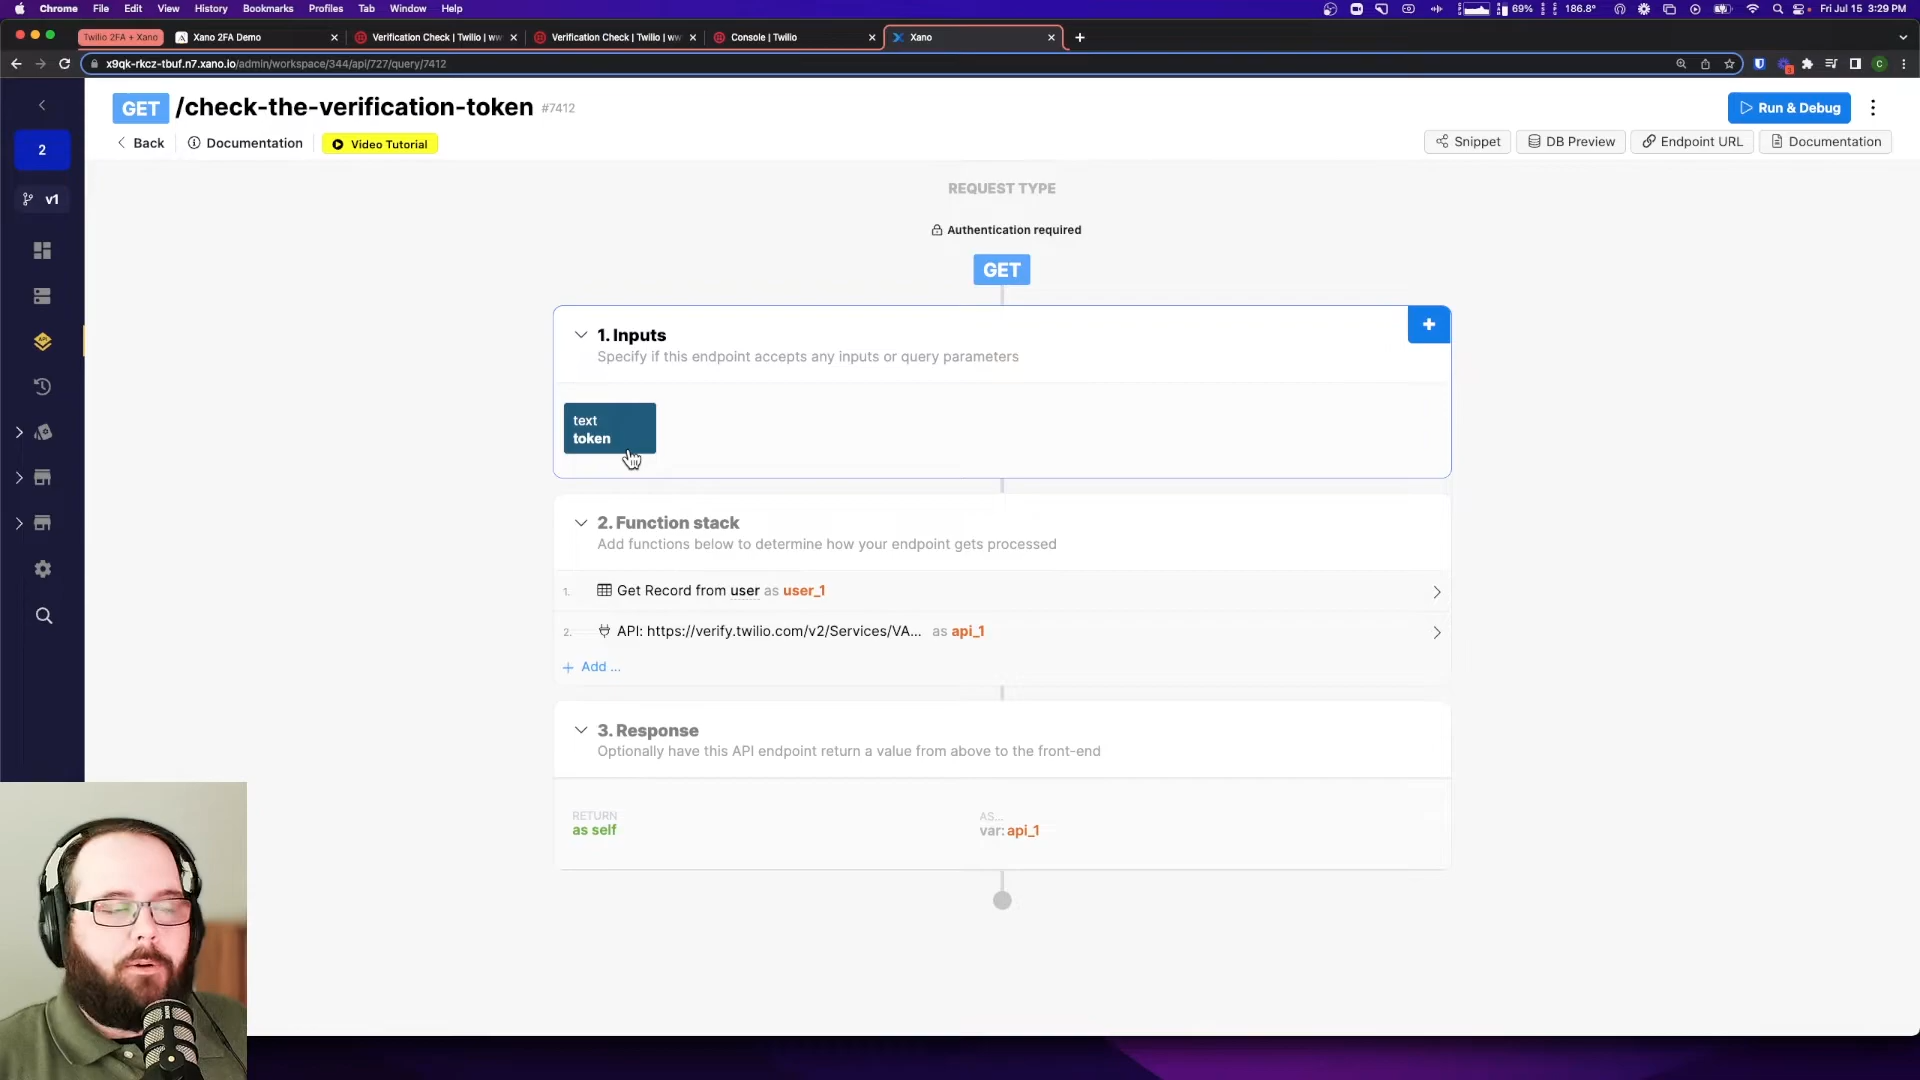 Chrome File Edit View History Bookmarks Profiles Tab Window Help
69% 186.8° Fri Jul 15 3:29 PM
Twilio 2FA + Xano Xano 2FA Demo Verification Check | Twilio | ww Verification Check | Twilio | ww Console | Twilio Xano
x9qk-rkcz-tbuf.n7.xano.io/admin/workspace/344/api/727/query/7412
GET /check-the-verification-token #7412
Run & Debug
Back Documentation Video Tutorial
Snippet DB Preview Endpoint URL Documentation
2
v1
REQUEST TYPE
Authentication required
GET
1. Inputs
Specify if this endpoint accepts any inputs or query parameters
text
token
2. Function stack
Add functions below to determine how your endpoint gets processed
1. Get Record from user as user_1
2. API: https://verify.twilio.com/v2/Services/VA... as api_1
+ Add ...
3. Response
Optionally have this API endpoint return a value from above to the front-end
RETURN AS...
as self var: api_1